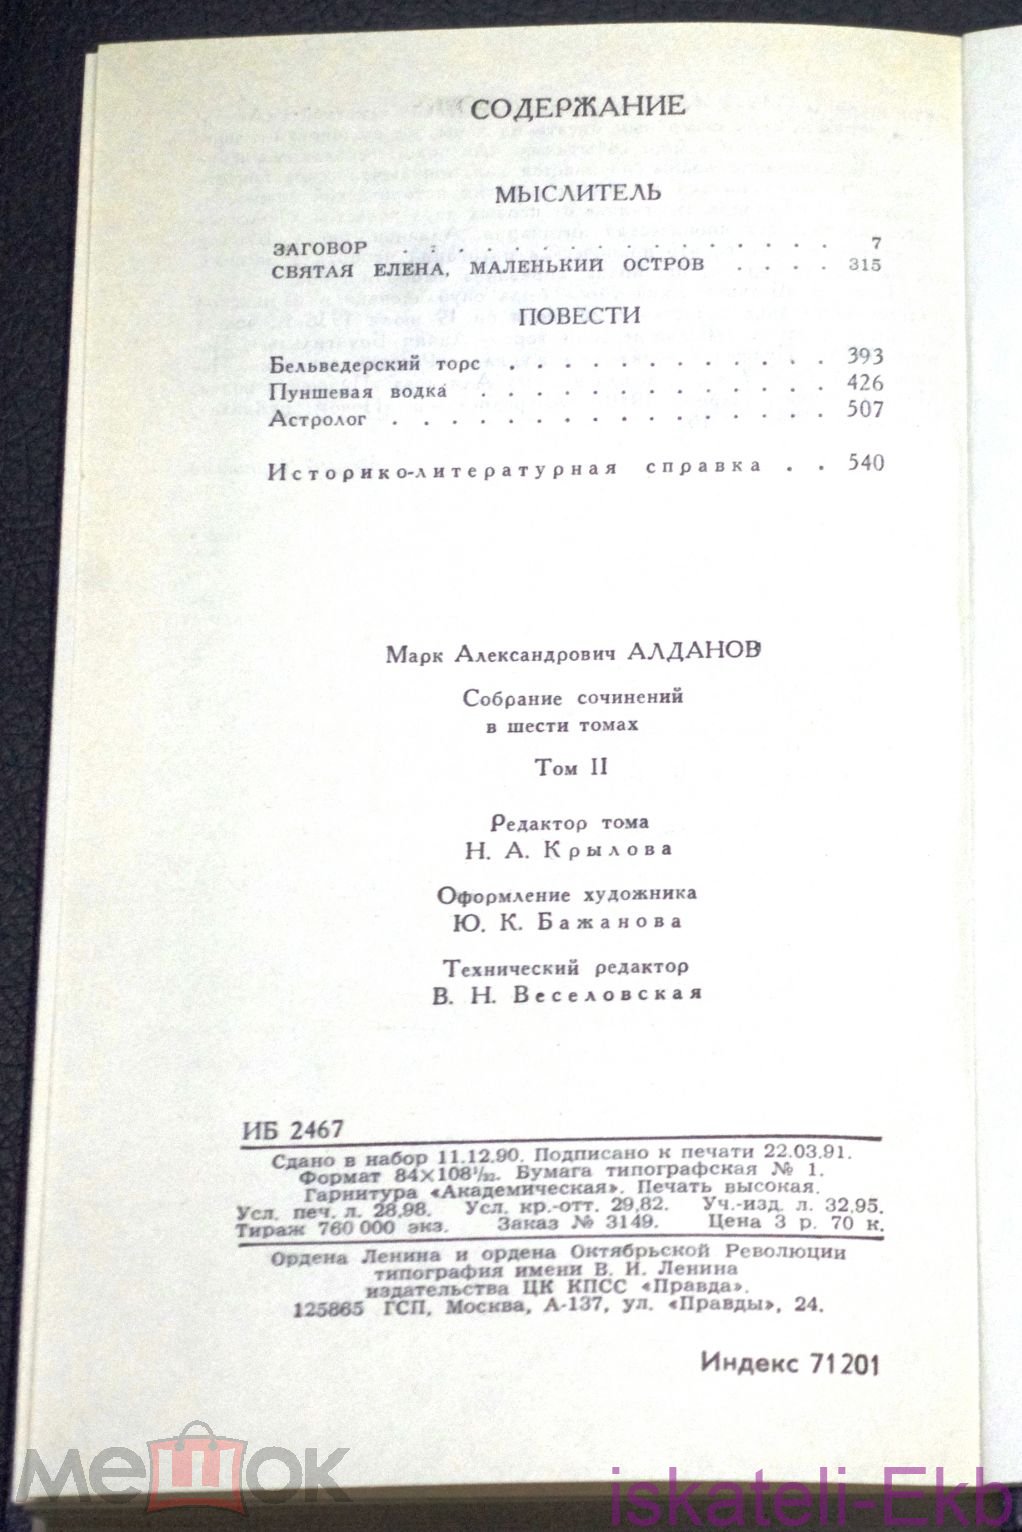 СОДЕРЖАНИЕ
МЫСЛИТЕЛЬ
ЗАГОВОР . . . . . . . . . . . . . . . . 7
СВЯТАЯ ЕЛЕНА, МАЛЕНЬКИЙ ОСТРОВ . . . . 315
ПОВЕСТИ
Бельведерский торс . . . . . . . . . . . . 393
Пуншевая водка . . . . . . . . . . . . . 426
Астролог . . . . . . . . . . . . . . . . 507
Историко-литературная справка . . 540
Марк Александрович АЛДАНОВ
Собрание сочинений
в шести томах
Том II
Редактор тома
Н. А. Крылова
Оформление художника
Ю. К. Бажанова
Технический редактор
В. Н. Веселовская
ИБ 2467
Сдано в набор 11.12.90. Подписано к печати 22.03.91.
Формат 84×108¹/₃₂. Бумага типографская № 1.
Гарнитура «Академическая». Печать высокая.
Усл. печ. л. 28,98. Усл. кр.-отт. 29,82. Уч.-изд. л. 32,95.
Тираж 760 000 экз. Заказ № 3149. Цена 3 р. 70 к.
Ордена Ленина и ордена Октябрьской Революции
типография имени В. И. Ленина
издательства ЦК КПСС «Правда».
125865 ГСП, Москва, А-137, ул. «Правды», 24.
Индекс 71201
мешок
iskateli-Ekb